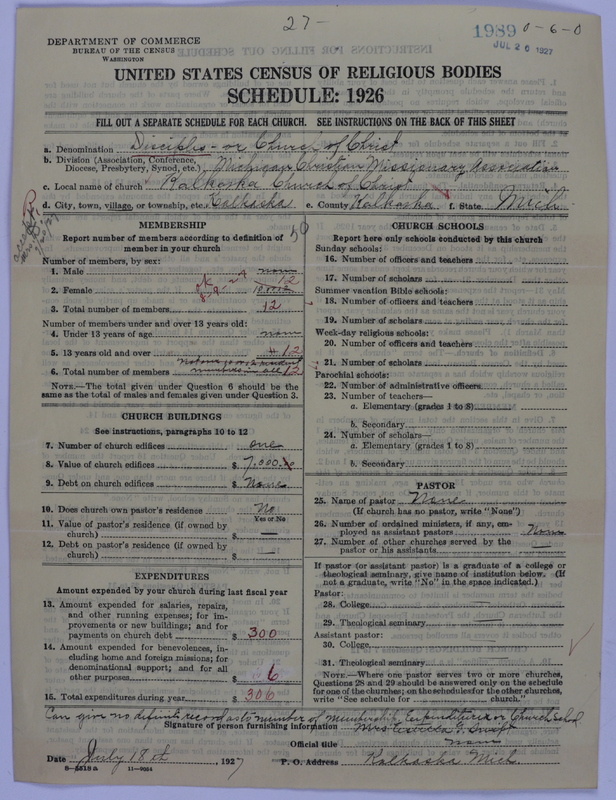 27-
1989 0-6-0
JUL 20 1927
DEPARTMENT OF COMMERCE
BUREAU OF THE CENSUS
WASHINGTON
UNITED STATES CENSUS OF RELIGIOUS BODIES
SCHEDULE: 1926
FILL OUT A SEPARATE SCHEDULE FOR EACH CHURCH. SEE INSTRUCTIONS ON THE BACK OF THIS SHEET
a. Denomination Disciples or Church of Christ
b. Division (Association, Conference, Diocese, Presbytery, Synod, etc.) Michigan Christian Missionary Association
c. Local name of church Kalkaska Church of Christ
d. City, town, village, or township, etc. Kalkaska e. County Kalkaska f. State Mich.
MEMBERSHIP
50
Report number of members according to definition of
member in your church
Number of members, by sex:
1. Male none
2. Female 12
3. Total number of members 12
Number of members under and over 13 years old:
4. Under 13 years of age none
5. 13 years old and over 12
6. Total number of members 12
NOTE.—The total given under Question 6 should be the
same as the total of males and females given under Question 3.
CHURCH BUILDINGS
See instructions, paragraphs 10 to 12
7. Number of church edifices one
8. Value of church edifices $ 7,000.00
9. Debt on church edifices $ None
10. Does church own pastor's residence No
Yes or No
11. Value of pastor's residence (if owned by
church) $ —
12. Debt on pastor's residence (if owned by
church) $ —
EXPENDITURES
Amount expended by your church during last fiscal year
13. Amount expended for salaries, repairs,
and other running expenses; for im-
provements or new buildings; and for
payments on church debt $ 300
14. Amount expended for benevolences, in-
cluding home and foreign missions; for
denominational support; and for all
other purposes $ 6
15. Total expenditures during year $ 306
CHURCH SCHOOLS
Report here only schools conducted by this church
Sunday schools:
16. Number of officers and teachers
17. Number of scholars
Summer vacation Bible schools:
18. Number of officers and teachers
19. Number of scholars
Week-day religious schools:
20. Number of officers and teachers
21. Number of scholars
Parochial schools:
22. Number of administrative officers
23. Number of teachers—
a. Elementary (grades 1 to 8)
b. Secondary
24. Number of scholars—
a. Elementary (grades 1 to 8)
b. Secondary
PASTOR
25. Name of pastor None
(If church has no pastor, write "None")
26. Number of ordained ministers, if any, em-
ployed as assistant pastors None
27. Number of other churches served by the
pastor or his assistants —
If pastor (or assistant pastor) is a graduate of a college or
theological seminary, give name of institution below. (If
not a graduate, write "No" in the space indicated.)
Pastor:
28. College —
29. Theological seminary —
Assistant pastor:
30. College —
31. Theological seminary —
NOTE.—Where one pastor serves two or more churches,
Questions 28 and 29 should be answered only on the schedule
for one of the churches; on the schedules for the other churches,
write "See schedule for church."
Can give no definite record as to number of membership Expenditures or Church School
Signature of person furnishing information Mrs
Official title none
Date July 18th, 1927 P. O. Address Kalkaska Mich.
8-4518a 11-9024